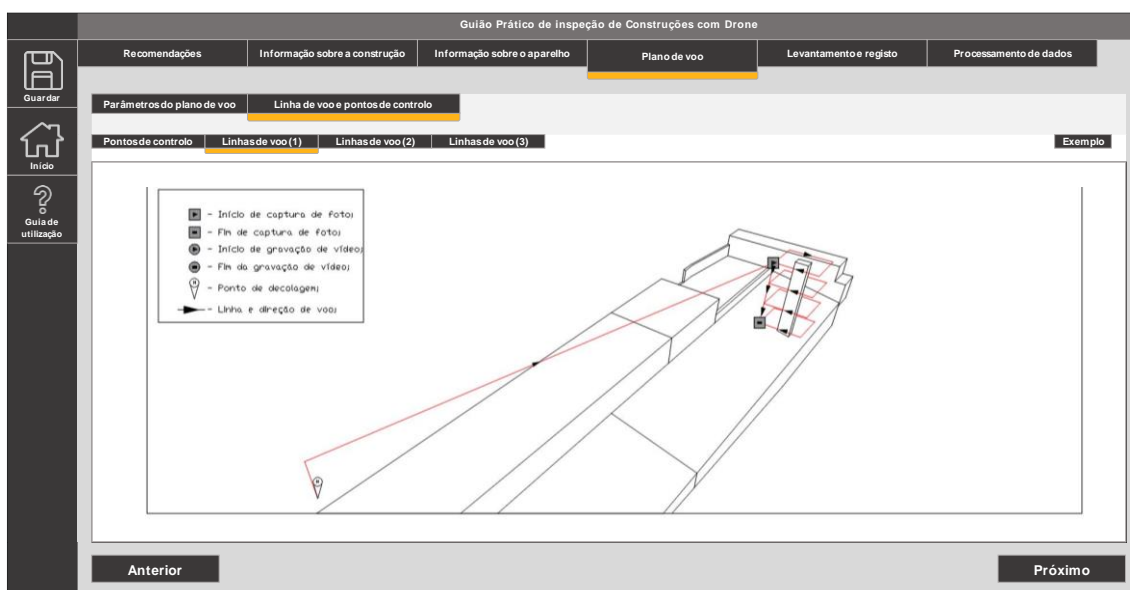 Guião Prático de inspeção de Construções com Drone
Guardar
Início
Guia de
utilização
Recomendações
Informação sobre a construção
Informação sobre o aparelho
Plano de voo
Levantamento e registo
Processamento de dados
Parâmetros do plano de voo
Linha de voo e pontos de controlo
Pontos de controlo
Linhas de voo (1)
Linhas de voo (2)
Linhas de voo (3)
Exemplo
- Início de captura de foto;
- Fim de captura de foto;
- Início de gravação de vídeo;
- Fim da gravação de vídeo;
- Ponto de decolagem;
- Linha e direção de voo;
Anterior
Próximo